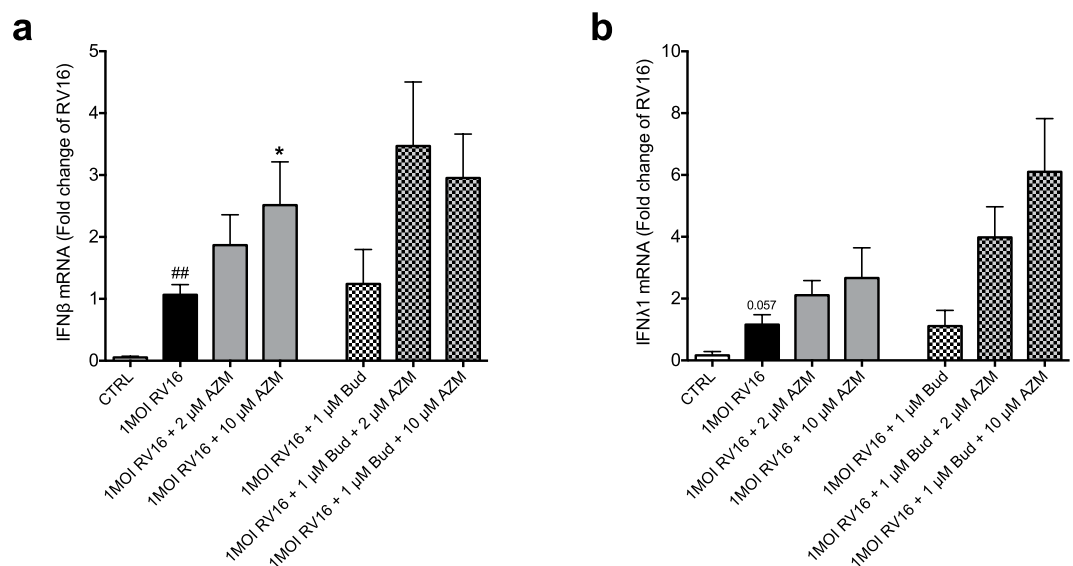 a
IFNβ mRNA (Fold change of RV16)
5
4
3
2
1
0
##
*
CTRL
1MOI RV16
1MOI RV16 + 2 µM AZM
1MOI RV16 + 10 µM AZM
1MOI RV16 + 1 µM Bud
1MOI RV16 + 1 µM Bud + 2 µM AZM
1MOI RV16 + 1 µM Bud + 10 µM AZM
b
IFNλ1 mRNA (Fold change of RV16)
10
8
6
4
2
0
0.057
CTRL
1MOI RV16
1MOI RV16 + 2 µM AZM
1MOI RV16 + 10 µM AZM
1MOI RV16 + 1 µM Bud
1MOI RV16 + 1 µM Bud + 2 µM AZM
1MOI RV16 + 1 µM Bud + 10 µM AZM